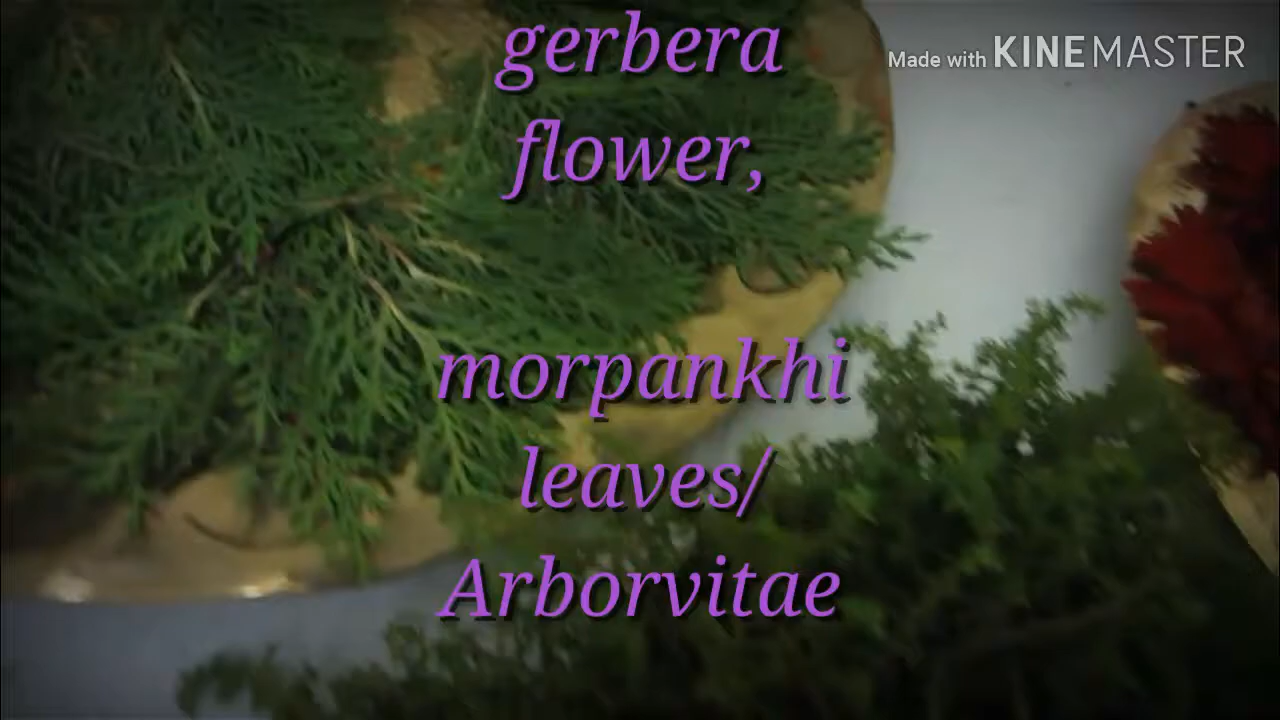 gerbera
Made with KINEMASTER
flower,
morpankhi
leaves/
Arborvitae